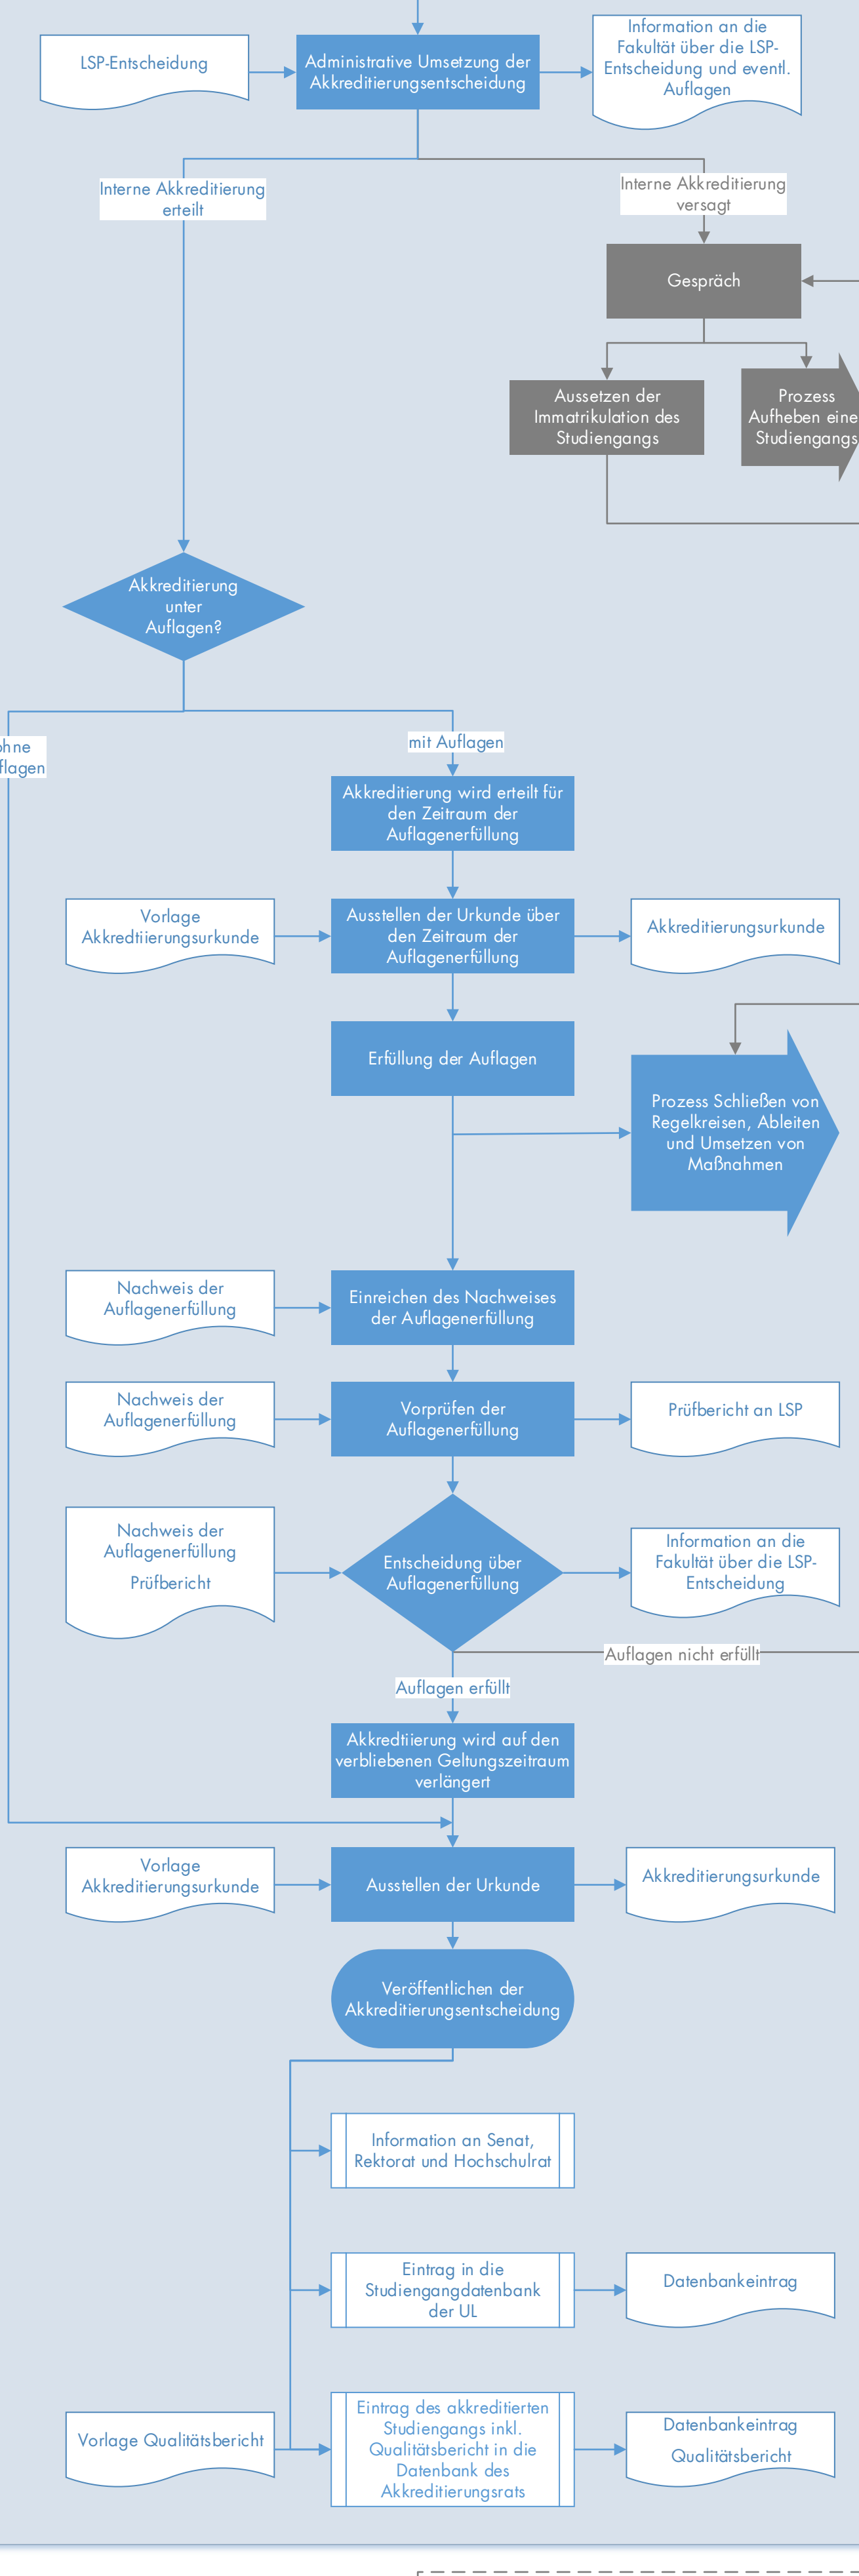 LSP-Entscheidung
Administrative Umsetzung der
Akkreditierungsentscheidung
Information an die
Fakultät über die LSP-
Entscheidung und eventl.
Auflagen
Interne Akkreditierung
erteilt
Interne Akkreditierung
versagt
Gespräch
Aussetzen der
Immatrikulation des
Studiengangs
Prozess
Aufheben eine
Studiengangs
Akkreditierung
unter
Auflagen?
ohne
flagen
mit Auflagen
Akkreditierung wird erteilt für
den Zeitraum der
Auflagenerfüllung
Vorlage
Akkredtiierungsurkunde
Ausstellen der Urkunde über
den Zeitraum der
Auflagenerfüllung
Akkreditierungsurkunde
Erfüllung der Auflagen
Prozess Schließen von
Regelkreisen, Ableiten
und Umsetzen von
Maßnahmen
Nachweis der
Auflagenerfüllung
Einreichen des Nachweises
der Auflagenerfüllung
Nachweis der
Auflagenerfüllung
Vorprüfen der
Auflagenerfüllung
Prüfbericht an LSP
Nachweis der
Auflagenerfüllung
Prüfbericht
Entscheidung über
Auflagenerfüllung
Information an die
Fakultät über die LSP-
Entscheidung
Auflagen nicht erfüllt
Auflagen erfüllt
Akkredtiierung wird auf den
verbliebenen Geltungszeitraum
verlängert
Vorlage
Akkreditierungsurkunde
Ausstellen der Urkunde
Akkreditierungsurkunde
Veröffentlichen der
Akkreditierungsentscheidung
Information an Senat,
Rektorat und Hochschulrat
Eintrag in die
Studiengangdatenbank
der UL
Datenbankeintrag
Vorlage Qualitätsbericht
Eintrag des akkreditierten
Studiengangs inkl.
Qualitätsbericht in die
Datenbank des
Akkreditierungsrats
Datenbankeintrag
Qualitätsbericht